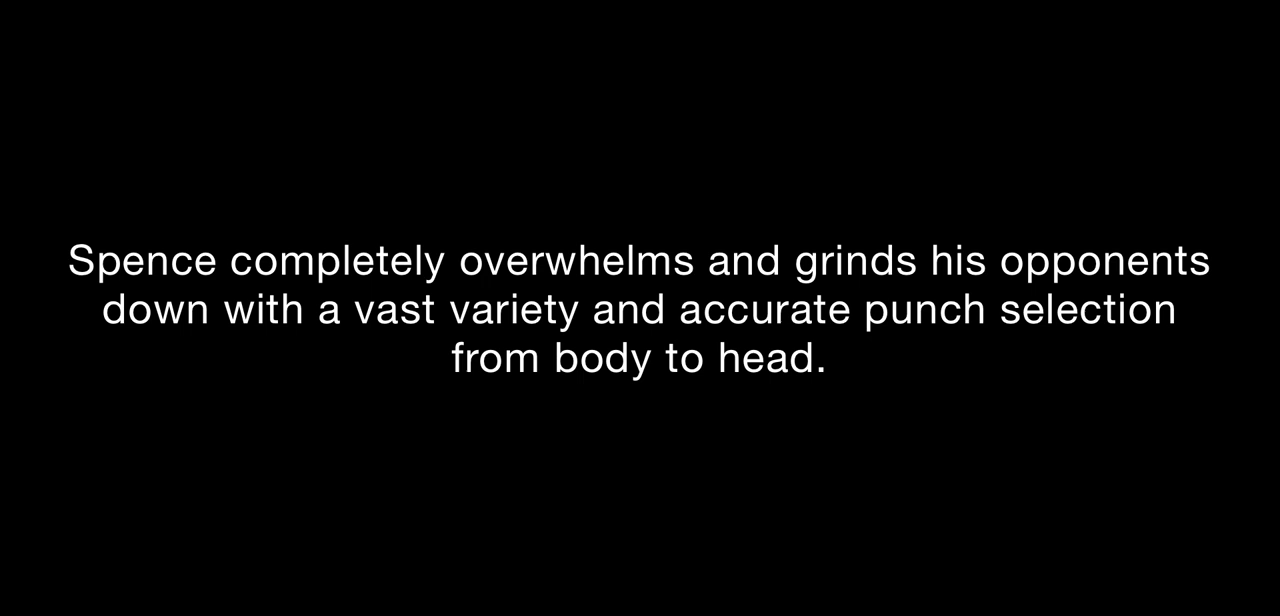 Spence completely overwhelms and grinds his opponents
down with a vast variety and accurate punch selection
from body to head.